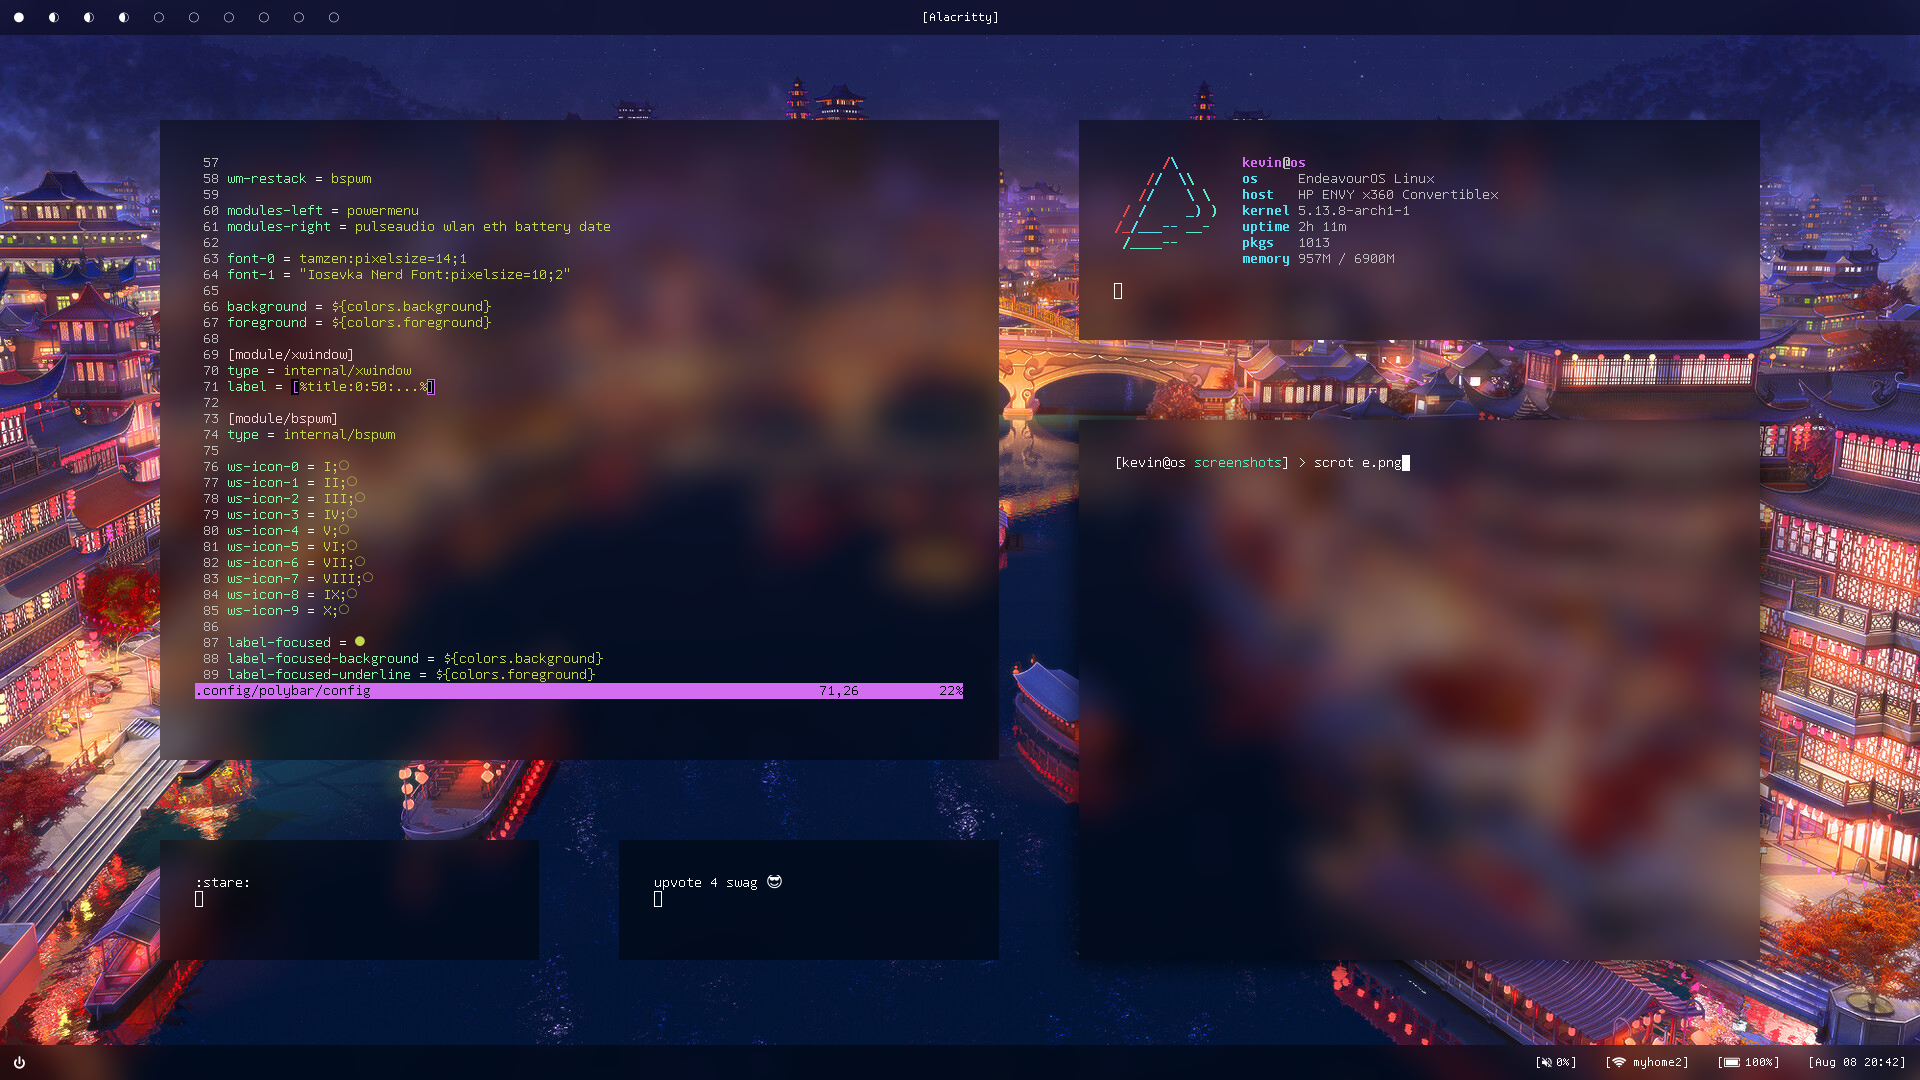 [Alacritty]
57
58 wm-restack = bspwm
59
60 modules-left = powermenu
61 modules-right = pulseaudio wlan eth battery date
62
63 font-0 = tamzen:pixelsize=14;1
64 font-1 = "Iosevka Nerd Font:pixelsize=10;2"
65
66 background = ${colors.background}
67 foreground = ${colors.foreground}
68
69 [module/xwindow]
70 type = internal/xwindow
71 label = [%title:0:50:...%]
72
73 [module/bspwm]
74 type = internal/bspwm
75
76 ws-icon-0 = I;○
77 ws-icon-1 = II;○
78 ws-icon-2 = III;○
79 ws-icon-3 = IV;○
80 ws-icon-4 = V;○
81 ws-icon-5 = VI;○
82 ws-icon-6 = VII;○
83 ws-icon-7 = VIII;○
84 ws-icon-8 = IX;○
85 ws-icon-9 = X;○
86
87 label-focused = ●
88 label-focused-background = ${colors.background}
89 label-focused-underline = ${colors.foreground}
.config/polybar/config 71,26 22%
kevin@os
os EndeavourOS Linux
host HP ENVY x360 Convertiblex
kernel 5.13.8-arch1-1
uptime 2h 11m
pkgs 1013
memory 957M / 6900M
[kevin@os screenshots] > scrot e.png
:stare:
upvote 4 swag 😎
[0%] [myhome2] [100%] [Aug 08 20:42]